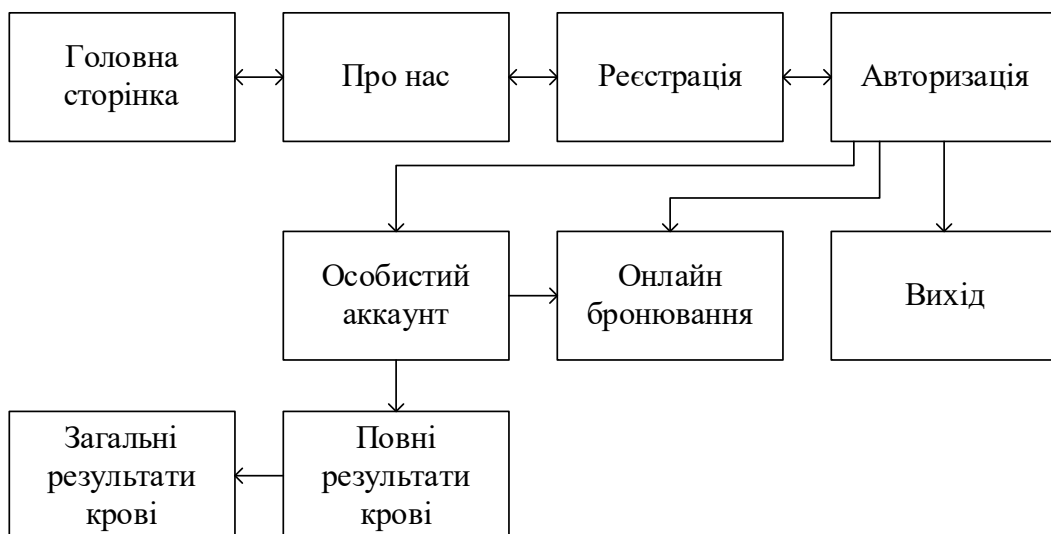 Головна
сторінка
Про нас
Реєстрація
Авторизація
Особистий
аккаунт
Онлайн
бронювання
Вихід
Загальні
результати
крові
Повні
результати
крові